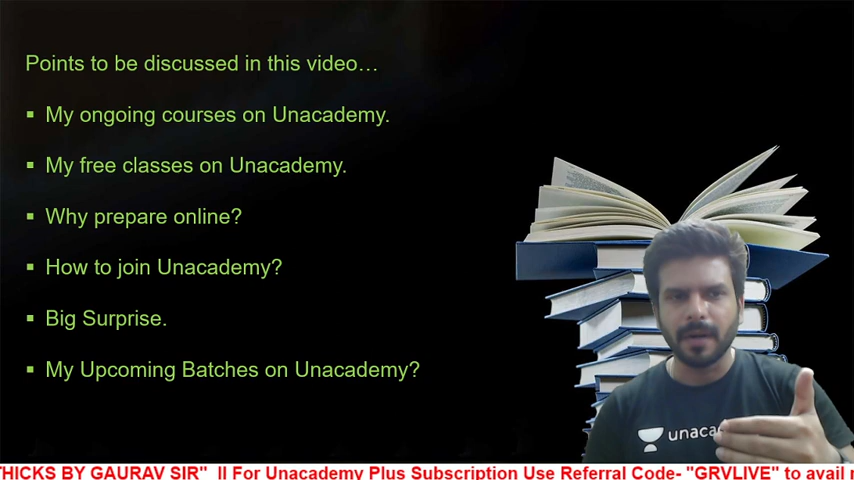 Points to be discussed in this video…
▪ My ongoing courses on Unacademy.
▪ My free classes on Unacademy.
▪ Why prepare online?
▪ How to join Unacademy?
▪ Big Surprise.
▪ My Upcoming Batches on Unacademy?
unaca
THICKS BY GAURAV SIR" II For Unacademy Plus Subscription Use Referral Code- "GRVLIVE" to avail